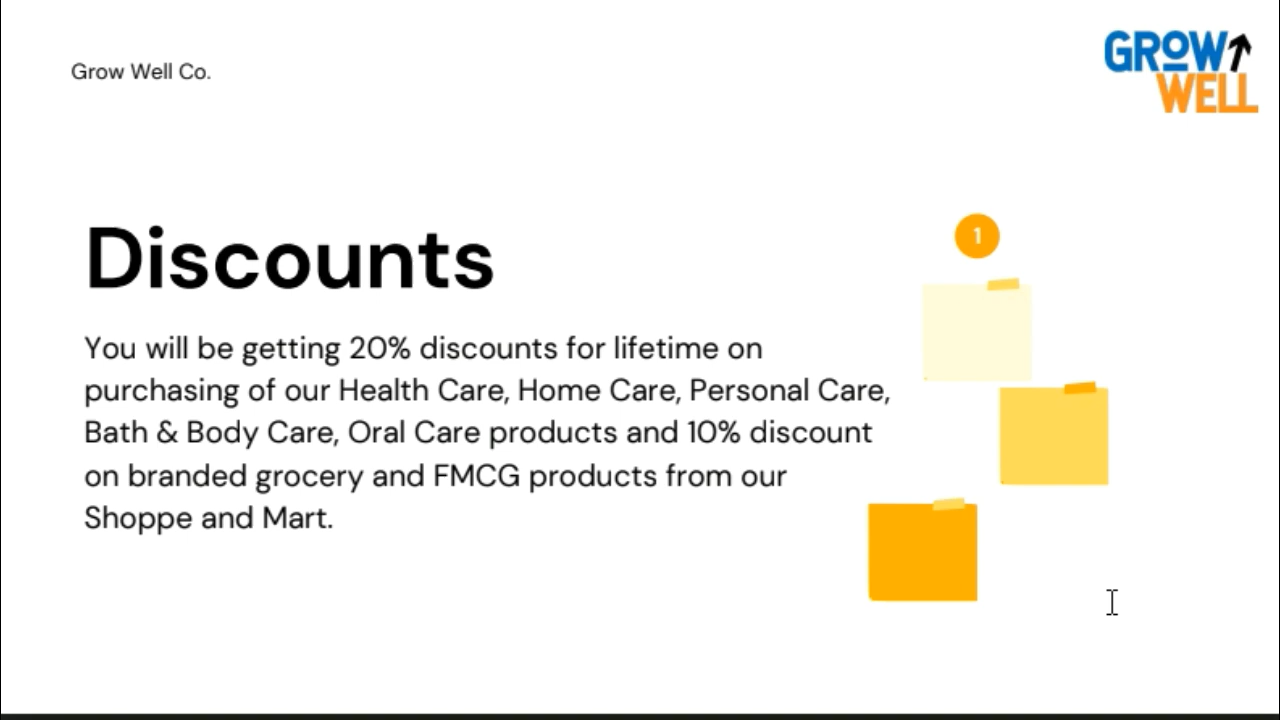 Grow Well Co.
GROW
WELL
Discounts
1
You will be getting 20% discounts for lifetime on
purchasing of our Health Care, Home Care, Personal Care,
Bath & Body Care, Oral Care products and 10% discount
on branded grocery and FMCG products from our
Shoppe and Mart.